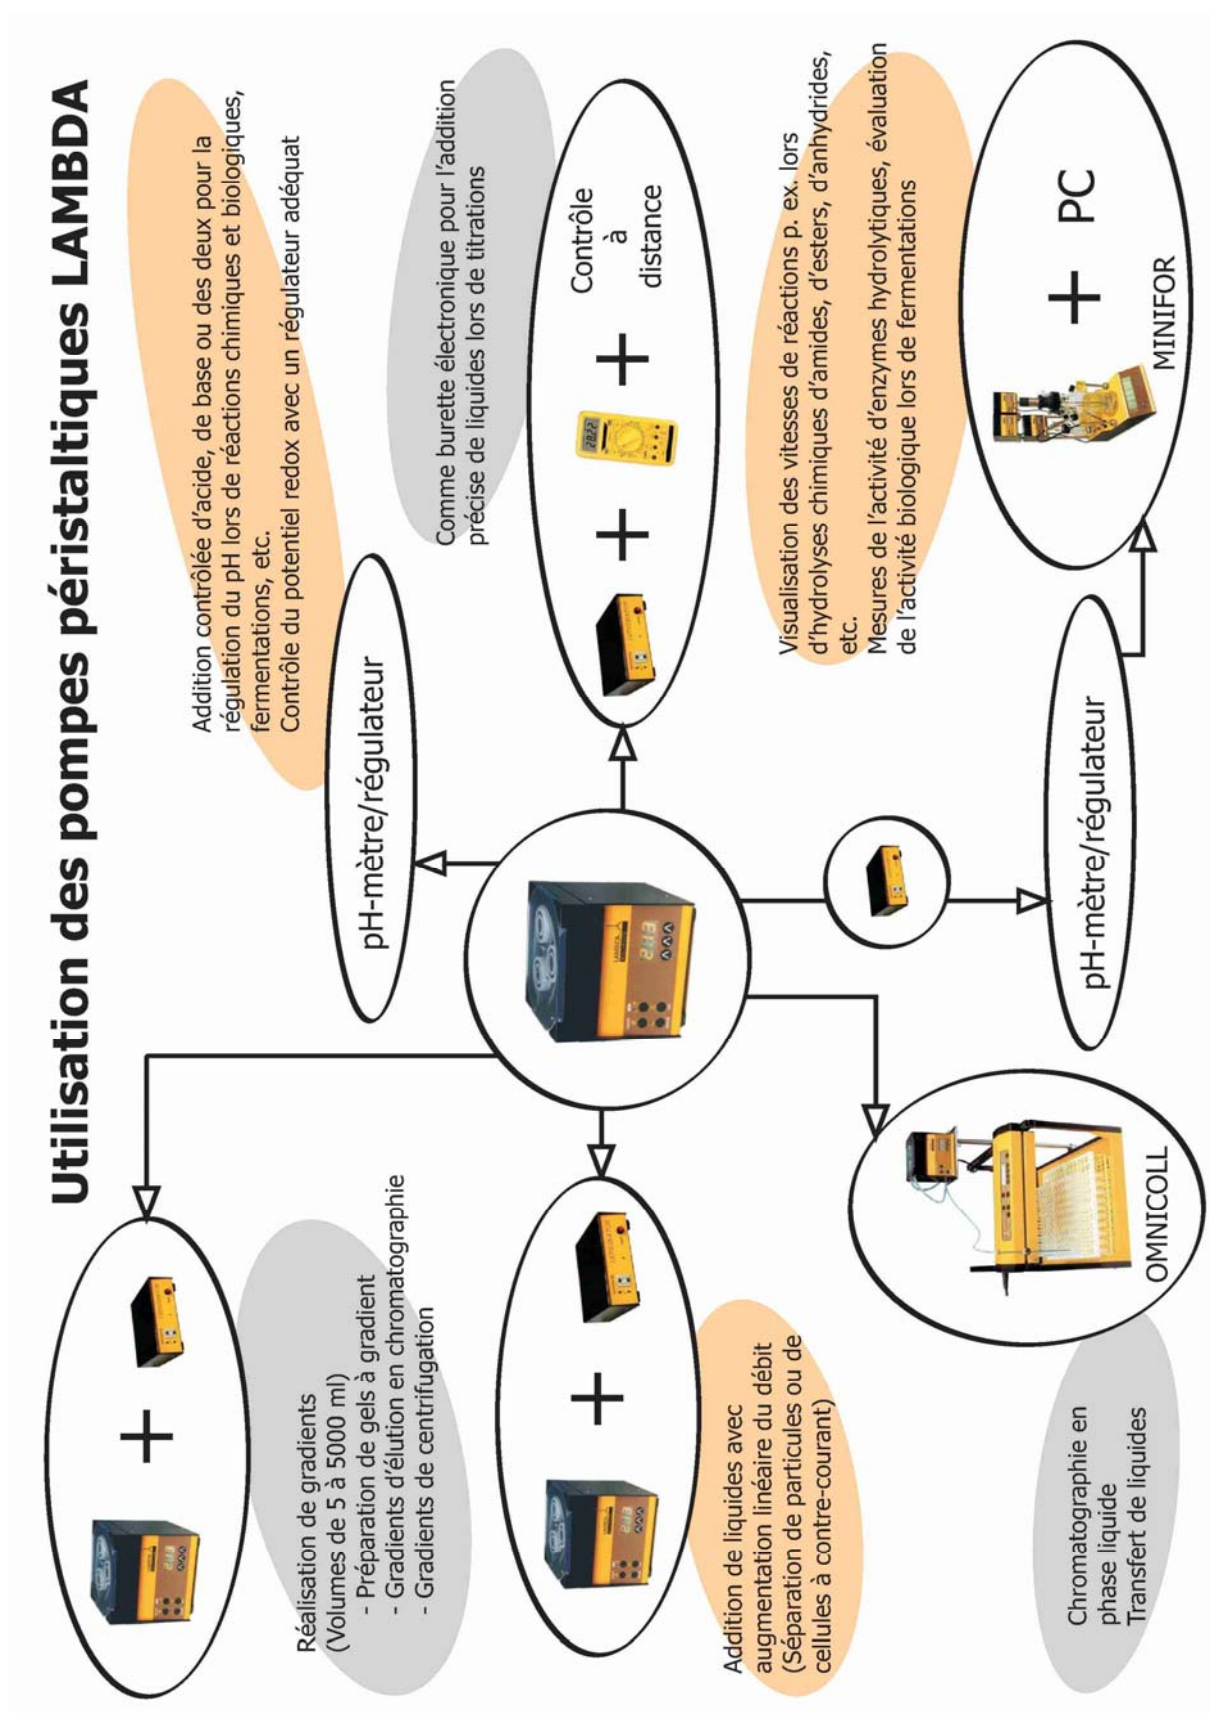 Utilisation des pompes péristaltiques LAMBDA
Addition contrôlée d'acide, de base ou des deux pour la
régulation du pH lors de réactions chimiques et biologiques,
fermentations, etc.
Contrôle du potentiel redox avec un régulateur adéquat
pH-mètre/régulateur
Réalisation de gradients
(Volumes de 5 à 5000 ml)
- Préparation de gels à gradient
- Gradients d'élution en chromatographie
- Gradients de centrifugation
+
Comme burette électronique pour l'addition
précise de liquides lors de titrations
+
+
Contrôle
à
distance
+
Addition de liquides avec
augmentation linéaire du débit
(Séparation de particules ou de
cellules à contre-courant)
Visualisation des vitesses de réactions p. ex. lors
d'hydrolyses chimiques d'amides, d'esters, d'anhydrides,
etc.
Mesures de l'activité d'enzymes hydrolytiques, évaluation
de l'activité biologique lors de fermentations
OMNICOLL
Chromatographie en
phase liquide
Transfert de liquides
pH-mètre/régulateur
+ PC
MINIFOR